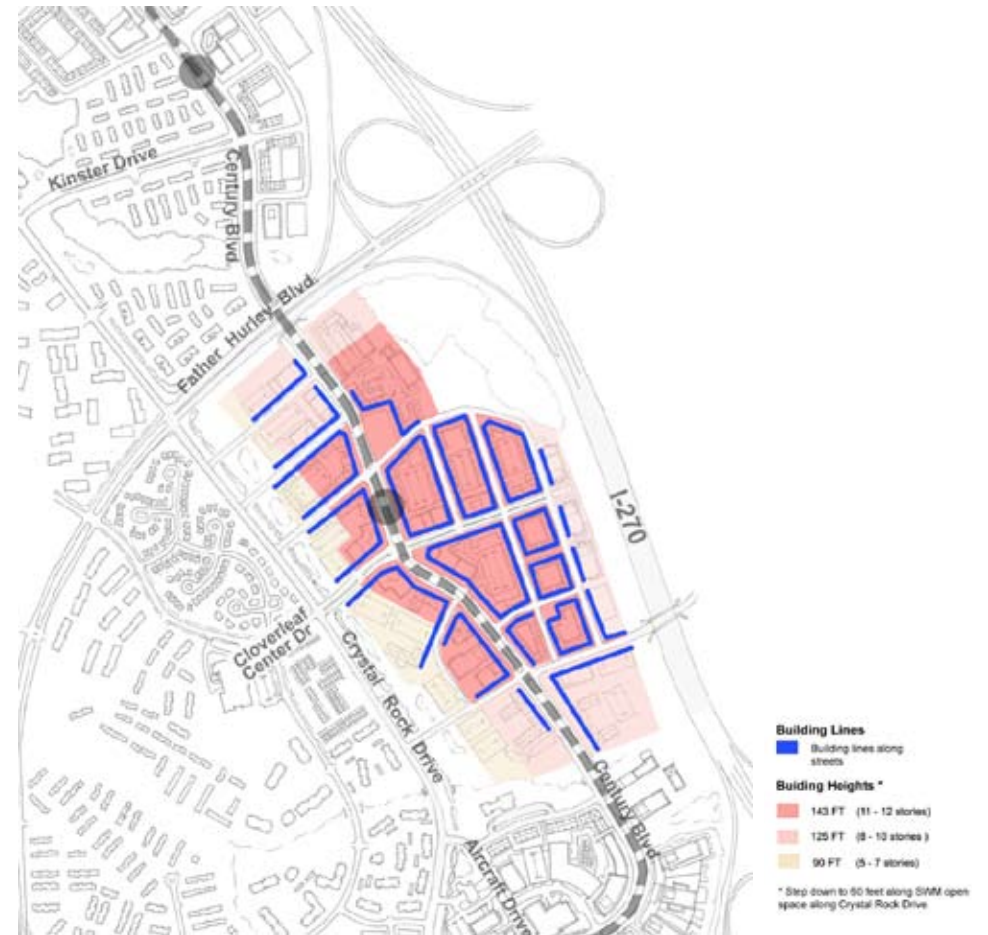 Kinster Drive
Century Blvd.
Father Hurley Blvd.
I-270
Cloverleaf
Center Dr
Crystal Rock Drive
Century Blvd
Aircraft Drive
Building Lines
Building lines along
streets
Buiding Heights *
143 FT (11 - 12 stories)
125 FT (8 - 10 stories )
90 FT (5 - 7 stories)
* Step down to 60 feet along SWM open
space along Crystal Rock Drive